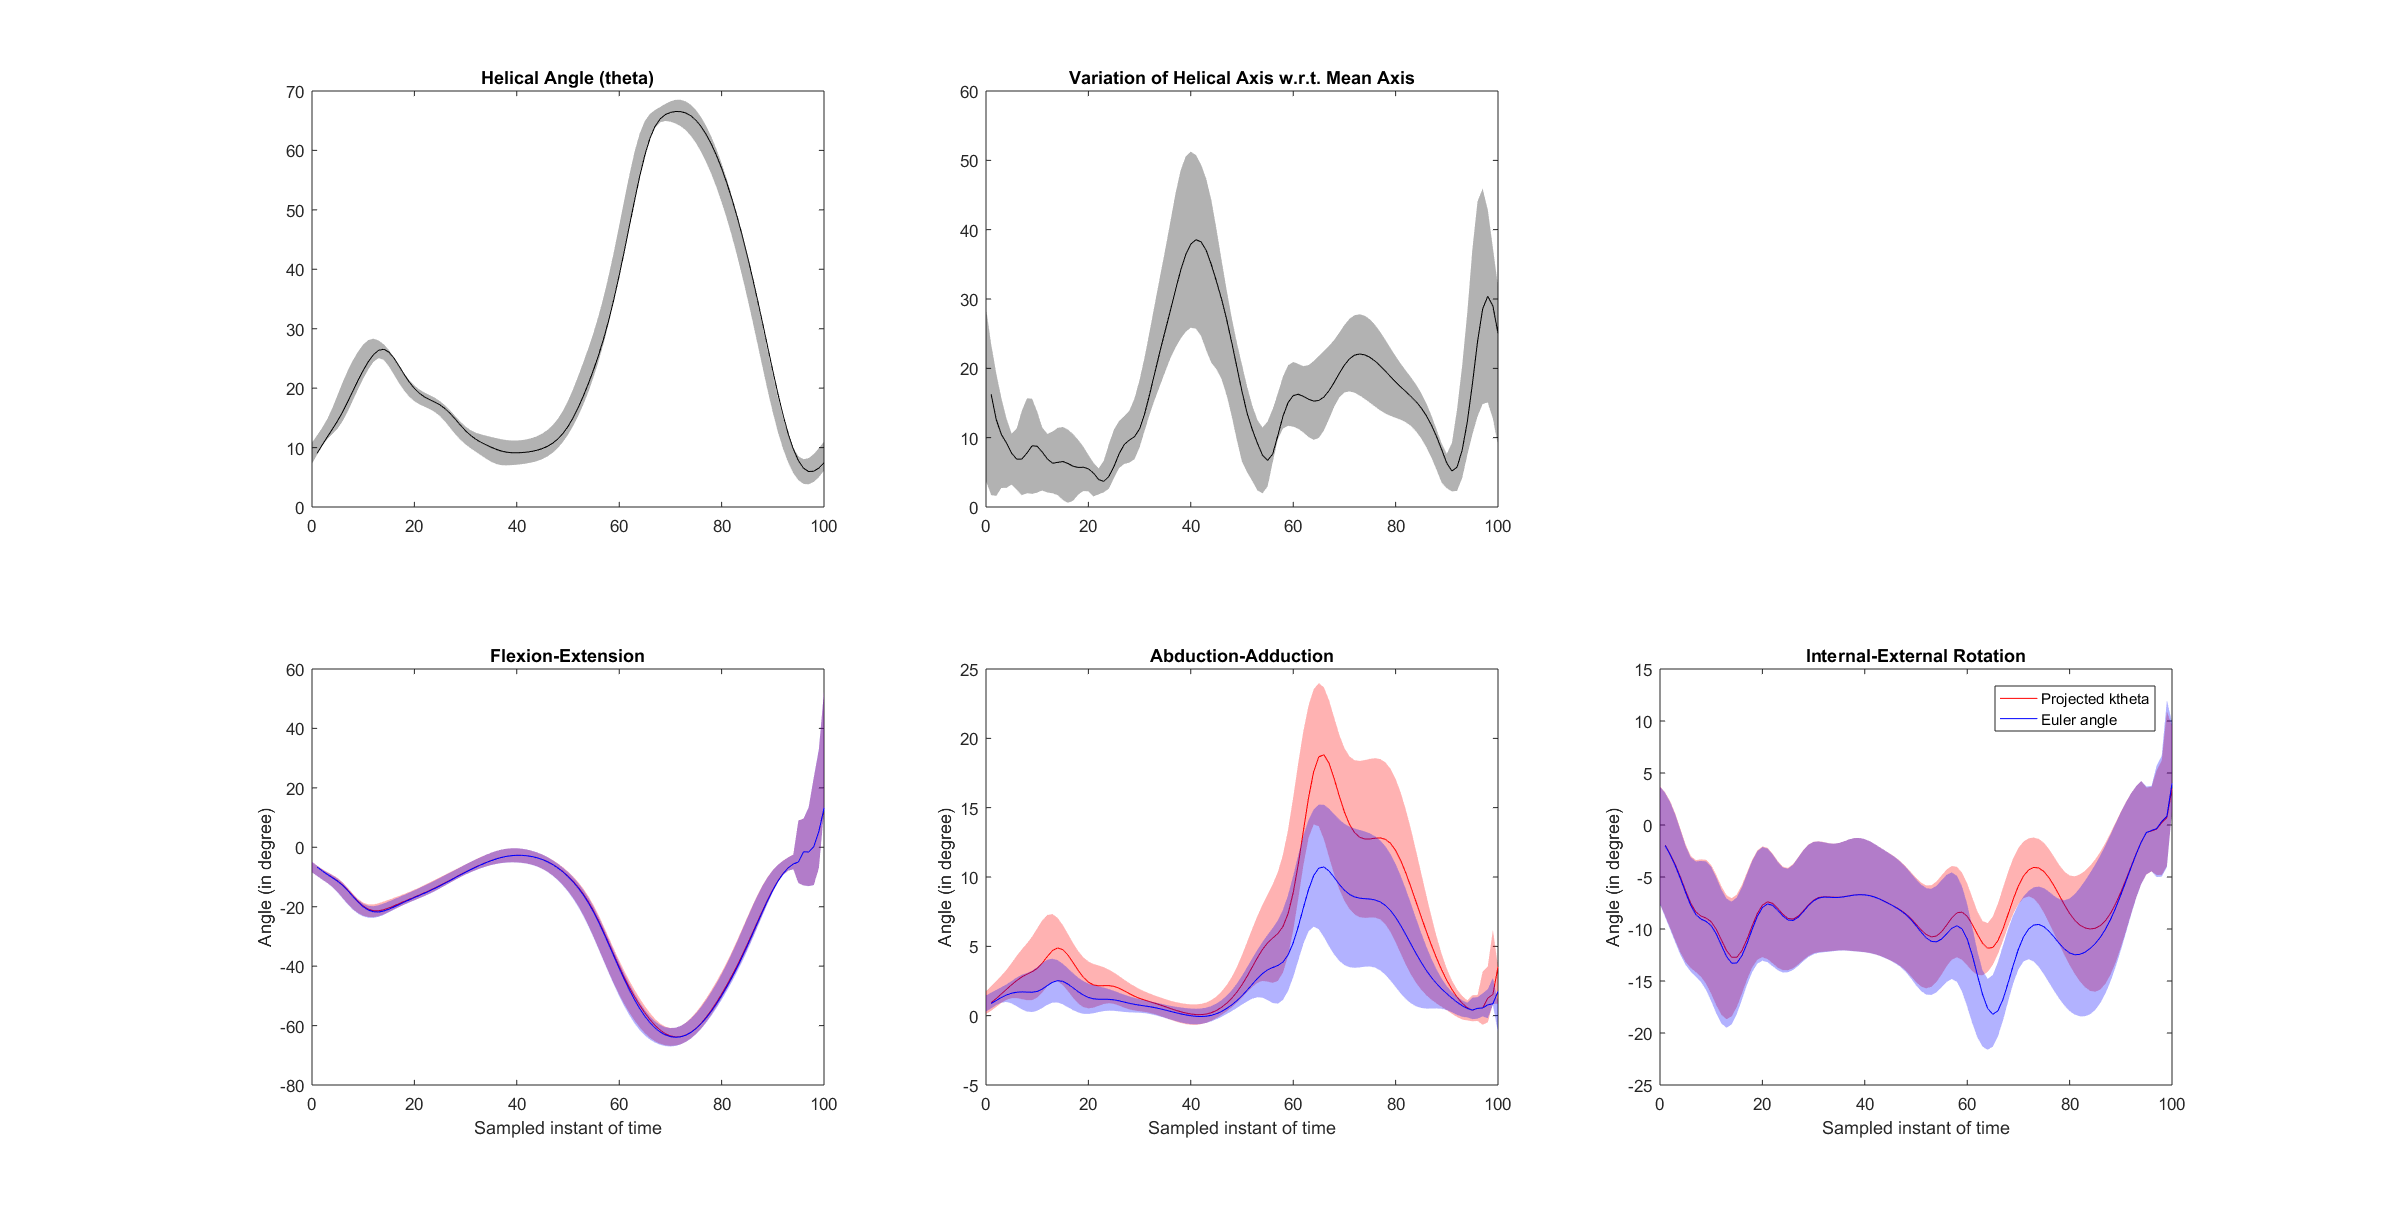 Helical Angle (theta)
70
60
50
40
30
20
10
0
0 20 40 60 80 100
Variation of Helical Axis w.r.t. Mean Axis
60
50
40
30
20
10
0
0 20 40 60 80 100
Flexion-Extension
60
40
20
0
-20
-40
-60
-80
Angle (in degree)
0 20 40 60 80 100
Sampled instant of time
Abduction-Adduction
25
20
15
10
5
0
-5
Angle (in degree)
0 20 40 60 80 100
Sampled instant of time
Internal-External Rotation
15
10
5
0
-5
-10
-15
-20
-25
Angle (in degree)
Projected ktheta
Euler angle
0 20 40 60 80 100
Sampled instant of time